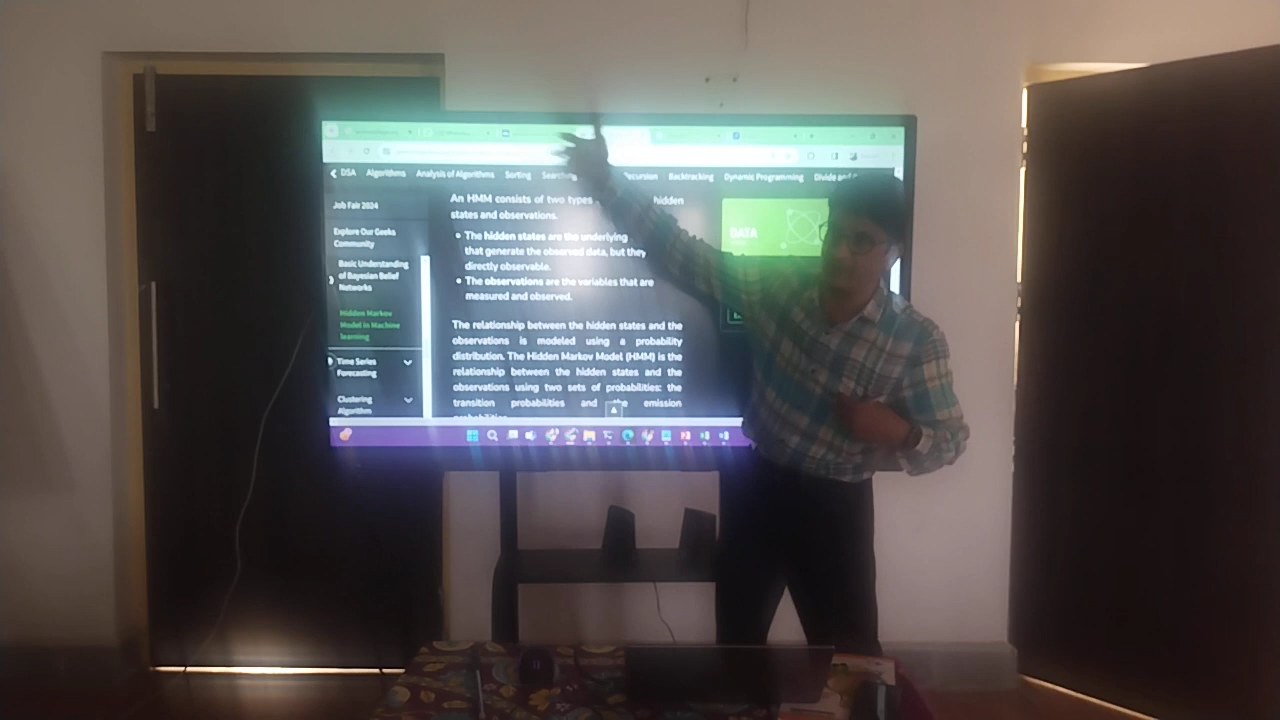 DSA Algorithms Analysis of Algorithms Sorting Searching Recursion Backtracking Dynamic Programming Divide and
Job Fair 2024
Explore Our Geeks
Community
Basic Understanding
of Bayesian Belief
Networks
Hidden Markov
Model in Machine
learning
Time Series
Forecasting
Clustering
Algorithm
An HMM consists of two types hidden
states and observations.
• The hidden states are the underlying
that generate the observed data, but they
directly observable.
• The observations are the variables that are
measured and observed.
The relationship between the hidden states and the
observations is modeled using a probability
distribution. The Hidden Markov Model (HMM) is the
relationship between the hidden states and the
observations using two sets of probabilities: the
transition probabilities and the emission
probabilities.
DATA